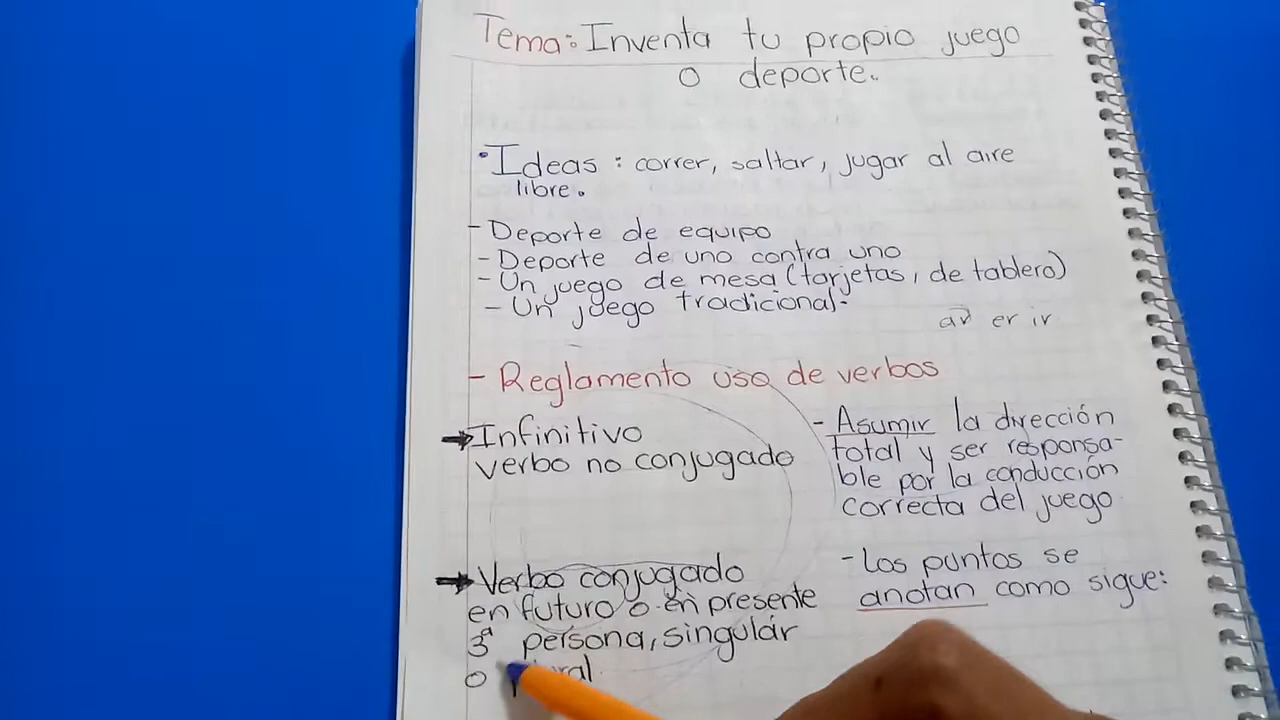 Tema: Inventa tu propio juego
o deporte.
•Ideas : correr, saltar, jugar al aire
libre.
- Deporte de equipo
- Deporte de uno contra uno
- Un juego de mesa (tarjetas, de tablero)
- Un juego tradicional-
ar er ir
- Reglamento uso de verbos
→Infinitivo
verbo no conjugado
- Asumir la dirección
total y ser responsa-
ble por la conducción
correcta del juego.
→Verbo conjugado
en futuro o en presente
3ª persona, singular
o
- Los puntos se
anotan como sigue: